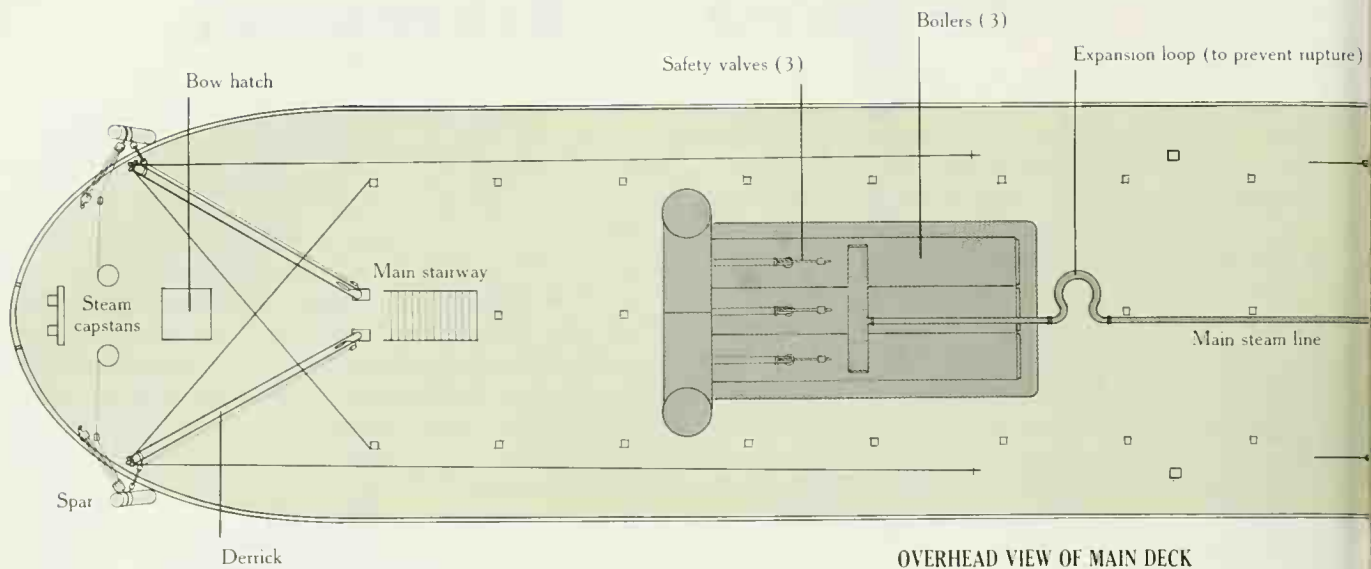 Boilers (3)
Expansion loop (to prevent rupture)
Safety valves (3)
Bow hatch
Main stairway
Steam
capstans
Main steam line
Spar
Derrick
OVERHEAD VIEW OF MAIN DECK